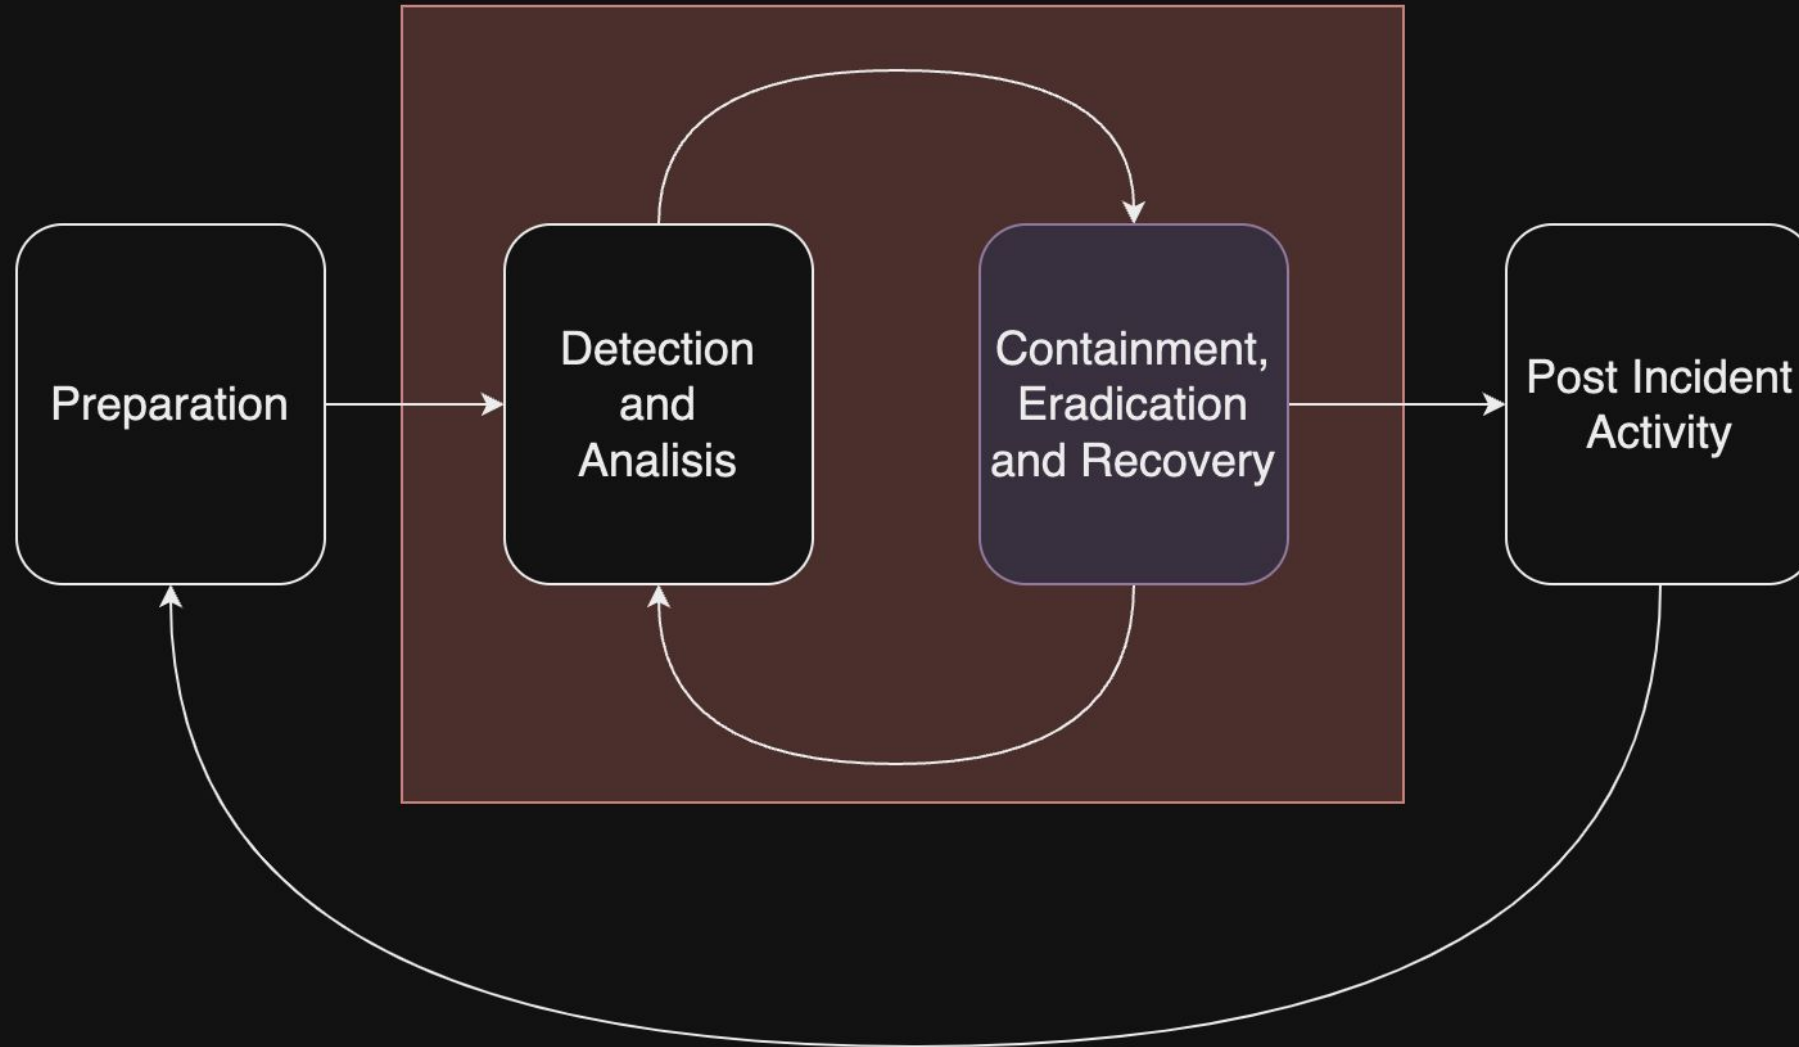 Preparation
Detection
and
Analisis
Containment,
Eradication
and Recovery
Post Incident
Activity